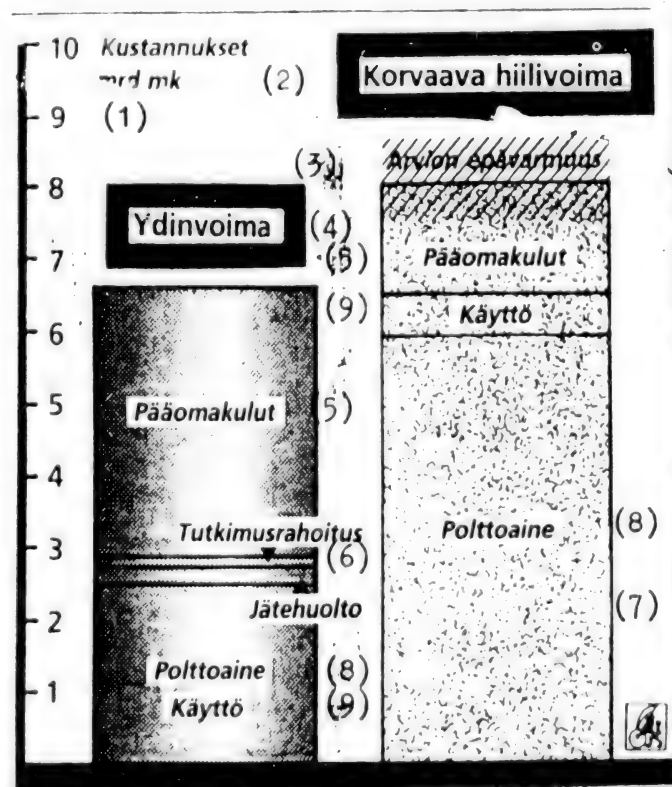 10 Kustannukset
mrd mk (2)
Korvaava hiilivoima
9 (1)
(3)
Arvion epävarmuus
8
Ydinvoima (4)
7
Pääomakulut
(9)
Käyttö
6
5 Pääomakulut (5)
4
Tutkimusrahoitus
Polttoaine (8)
3 (6)
Jätehuolto
(7)
2
Polttoaine (8)
1
Käyttö (9)